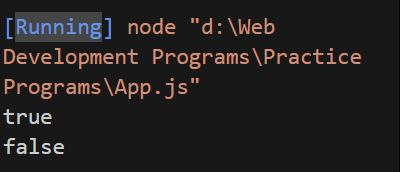 [Running] node "d:\Web
Development Programs\Practice
Programs\App.js"
true
false